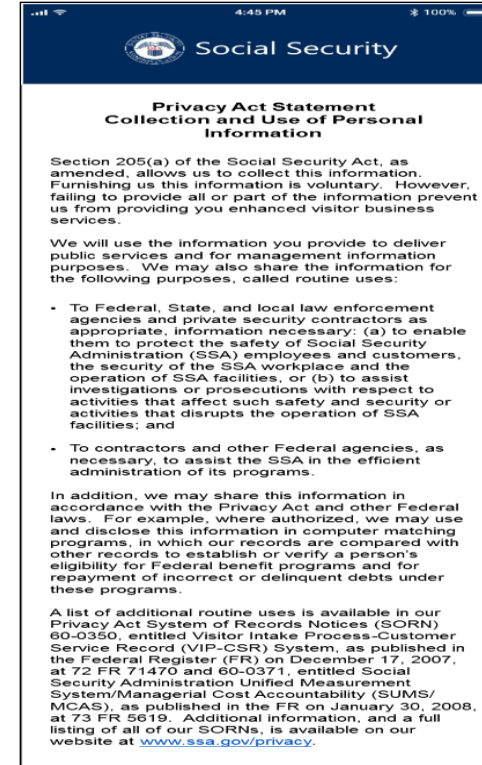 4:45 PM
100%
Social Security
Privacy Act Statement
Collection and Use of Personal
Information
Section 205(a) of the Social Security Act, as
amended, allows us to collect this information.
Furnishing us this information is voluntary. However,
failing to provide all or part of the information prevent
us from providing you enhanced visitor business
services.
We will use the information you provide to deliver
public services and for management information
purposes. We may also share the information for
the following purposes, called routine uses:
• To Federal, State, and local law enforcement
agencies and private security contractors as
appropriate, information necessary: (a) to enable
them to protect the safety of Social Security
Administration (SSA) employees and customers,
the security of the SSA workplace and the
operation of SSA facilities, or (b) to assist
investigations or prosecutions with respect to
activities that affect such safety and security or
activities that disrupts the operation of SSA
facilities; and
• To contractors and other Federal agencies, as
necessary, to assist the SSA in the efficient
administration of its programs.
In addition, we may share this information in
accordance with the Privacy Act and other Federal
laws. For example, where authorized, we may use
and disclose this information in computer matching
programs, in which our records are compared with
other records to establish or verify a person's
eligibility for Federal benefit programs and for
repayment of incorrect or delinquent debts under
these programs.
A list of additional routine uses is available in our
Privacy Act System of Records Notices (SORN)
60-0350, entitled Visitor Intake Process-Customer
Service Record (VIP-CSR) System, as published in
the Federal Register (FR) on December 17, 2007,
at 72 FR 71470 and 60-0371, entitled Social
Security Administration Unified Measurement
System/Managerial Cost Accountability (SUMS/
MCAS), as published in the FR on January 30, 2008,
at 73 FR 5619. Additional information, and a full
listing of all of our SORNs, is available on our
website at www.ssa.gov/privacy.